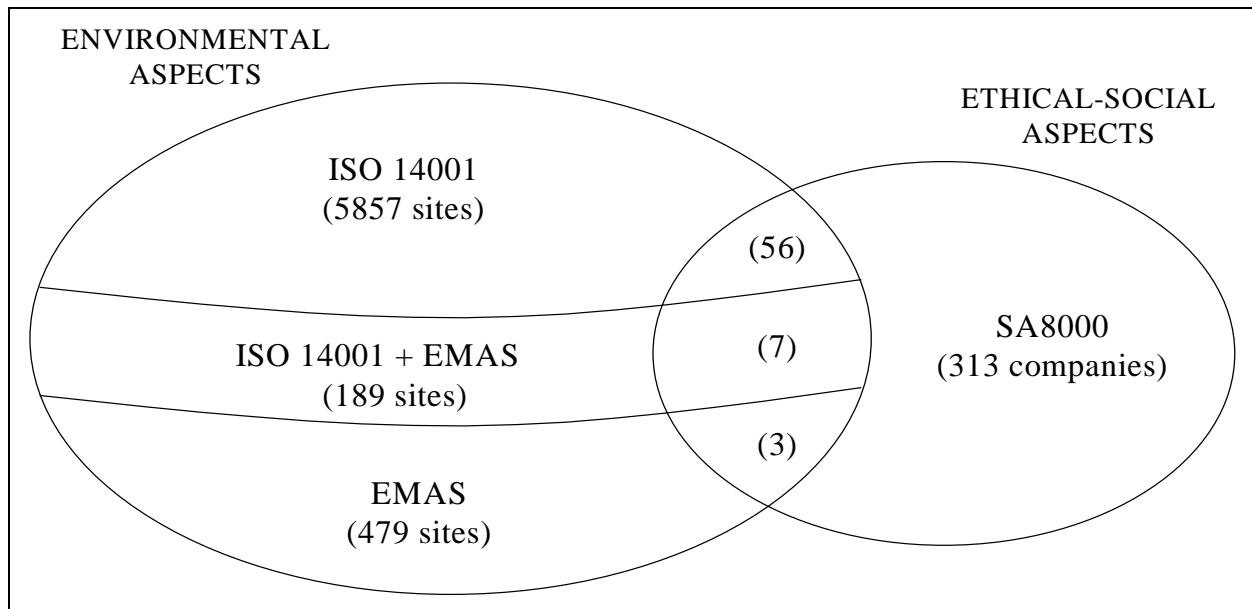 ENVIRONMENTAL
ASPECTS
ETHICAL-SOCIAL
ASPECTS
ISO 14001
(5857 sites)
(56)
ISO 14001 + EMAS
(189 sites)
(7)
SA8000
(313 companies)
(3)
EMAS
(479 sites)